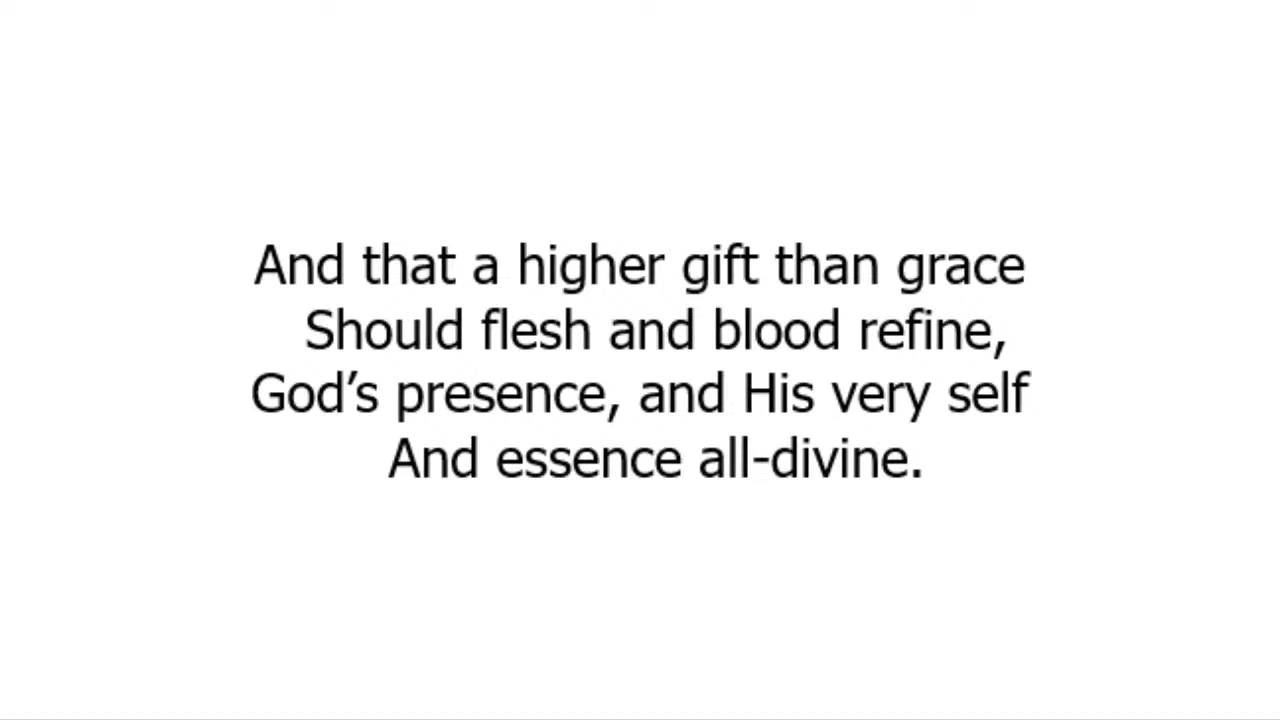 And that a higher gift than grace
Should flesh and blood refine,
God’s presence, and His very self
And essence all-divine.